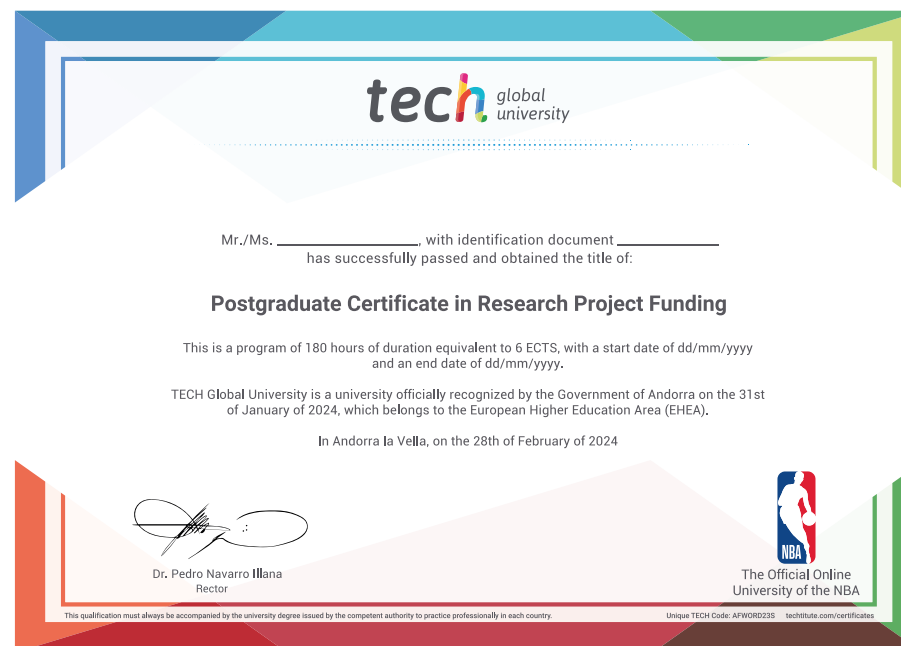 tech global
university
Mr./Ms. ____________________, with identification document ______________
has successfully passed and obtained the title of:
Postgraduate Certificate in Research Project Funding
This is a program of 180 hours of duration equivalent to 6 ECTS, with a start date of dd/mm/yyyy
and an end date of dd/mm/yyyy.
TECH Global University is a university officially recognized by the Government of Andorra on the 31st
of January of 2024, which belongs to the European Higher Education Area (EHEA).
In Andorra la Vella, on the 28th of February of 2024
Dr. Pedro Navarro Illana
Rector
NBA
The Official Online
University of the NBA
This qualification must always be accompanied by the university degree issued by the competent authority to practice professionally in each country.
Unique TECH Code: AFWORD23S techtitute.com/certificates